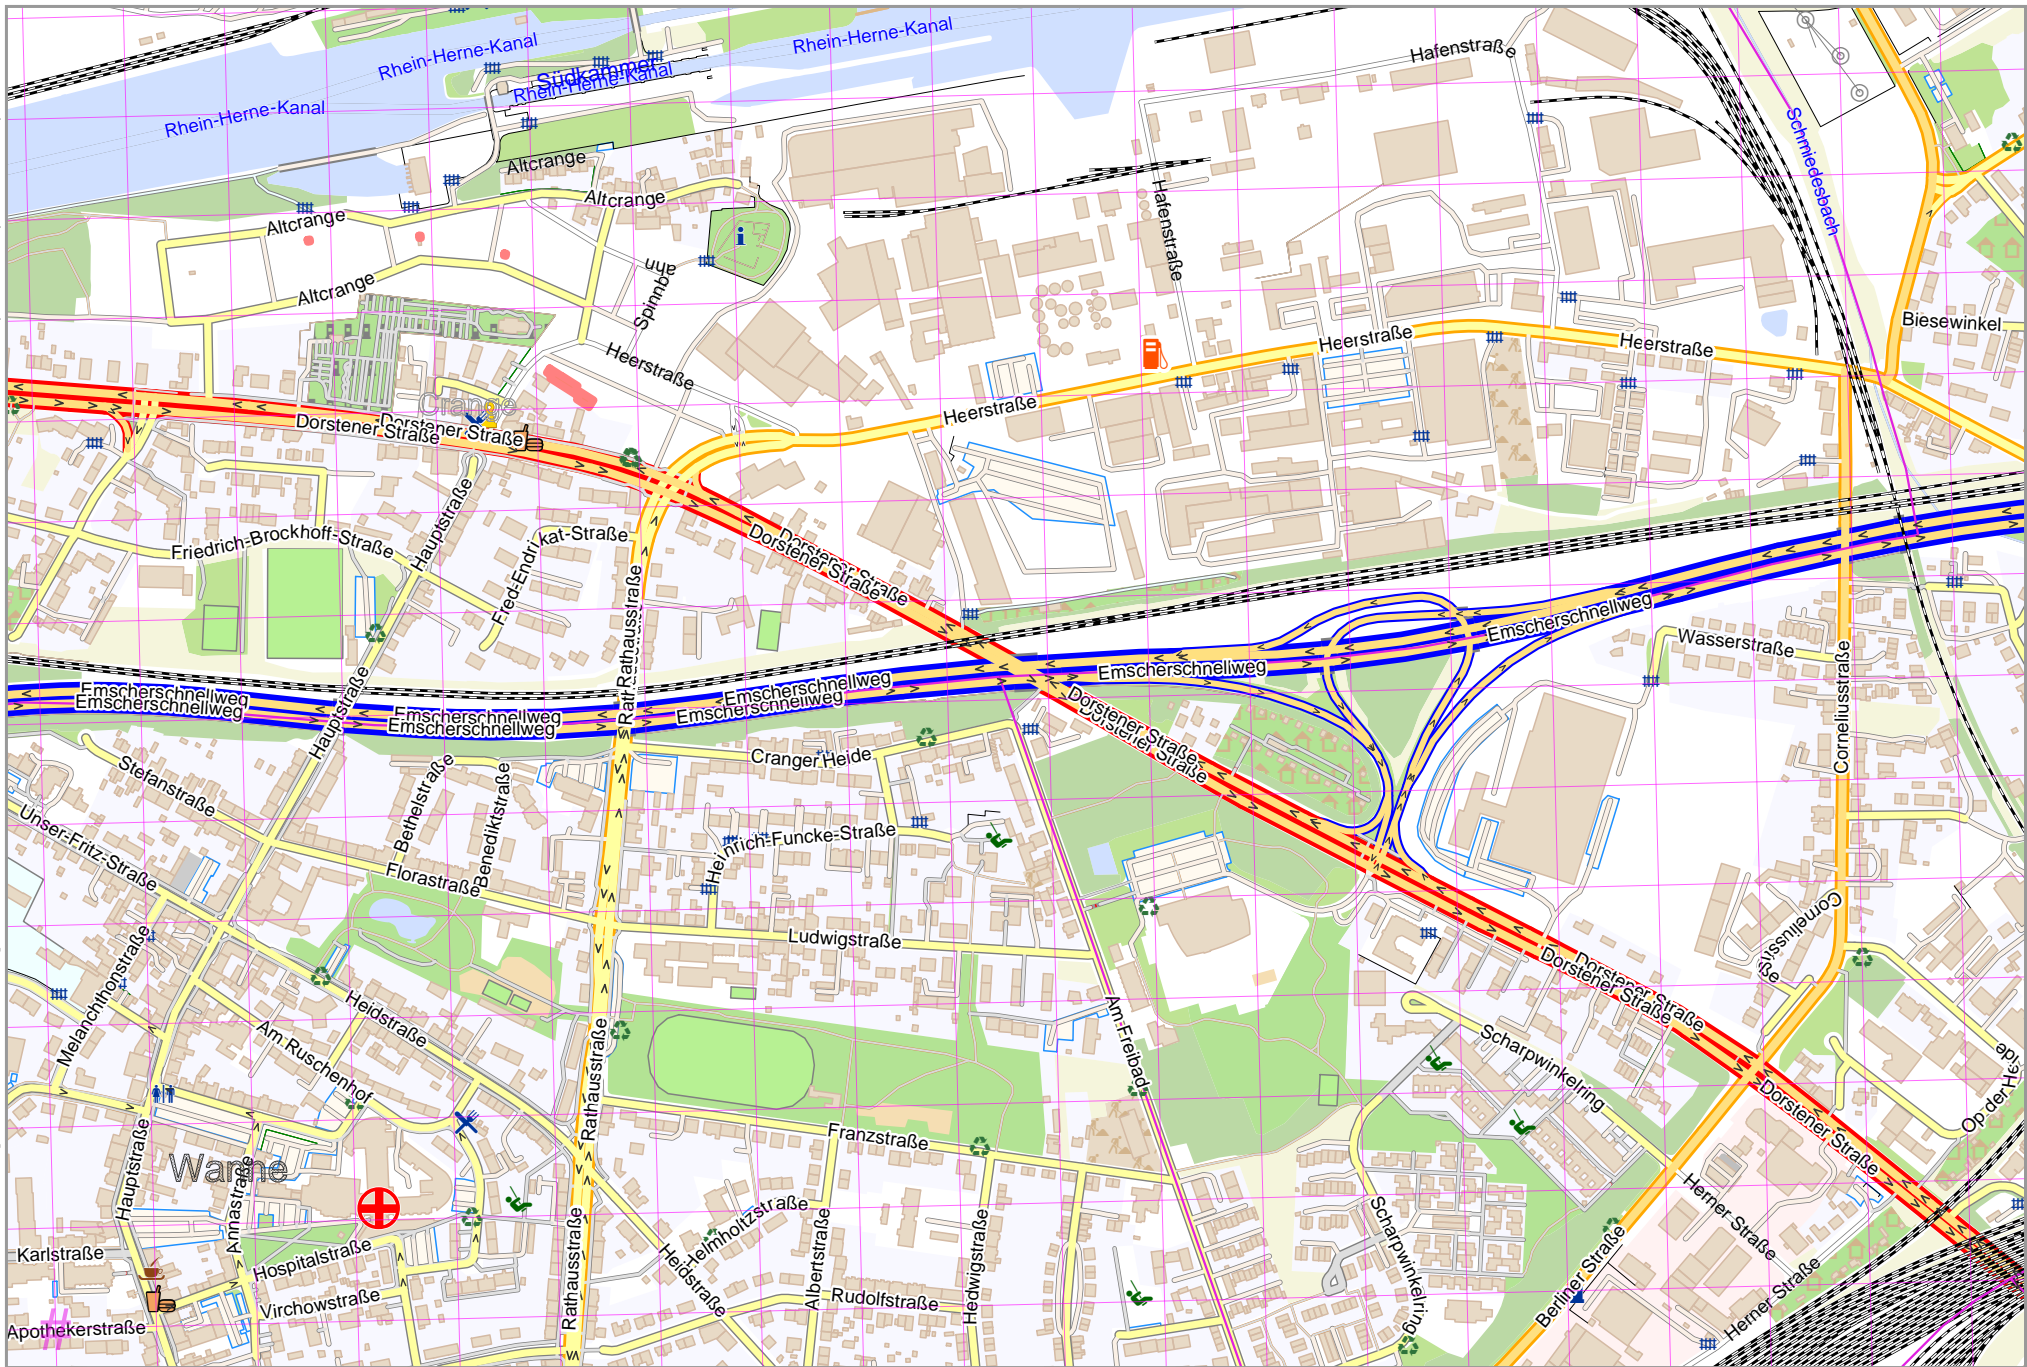 Rhein-Herne-Kanal
Rhein-Herne-Kanal
Südkammer
Rhein-Herne-Kanal
Rhein-Herne-Kanal
Hafenstraße
Schmiedesbach
Altcrange
Altcrange
Altcrange
Altcrange
Hafenstraße
Spinnbahn
Biesewinkel
Heerstraße
Heerstraße
Heerstraße
Heerstraße
Crange
Dorstener Straße
Dorstener Straße
Friedrich-Brockhoff-Straße
Hauptstraße
Fred-Endrikat-Straße
Dorstener Straße
Dorstener Straße
Emscherschnellweg
Wasserstraße
Corneliusstraße
Rathausstraße
Emscherschnellweg
Emscherschnellweg
Emscherschnellweg
Emscherschnellweg
Emscherschnellweg
Emscherschnellweg
Emscherschnellweg
Hauptstraße
Dorstener Straße
Dorstener Straße
Cranger Heide
Stefanstraße
Bethelstraße
Benediktstraße
Unser-Fritz-Straße
Heinrich-Funcke-Straße
Florastraße
Ludwigstraße
Corneliusstraße
Dorstener Straße
Dorstener Straße
Melanchthonstraße
Heidstraße
Am Ruschenhof
Rathausstraße
Am Freibad
Scharpwinkelring
Op der Heide
Dorstener Straße
Franzstraße
Wanne
Hauptstraße
Annastraße
Helmholtzstraße
Albertstraße
Hedwigstraße
Scharpwinkelring
Herner Straße
Karlstraße
Hospitalstraße
Heidstraße
Rathausstraße
Berliner Straße
Herner Straße
Virchowstraße
Rudolfstraße
Apothekerstraße